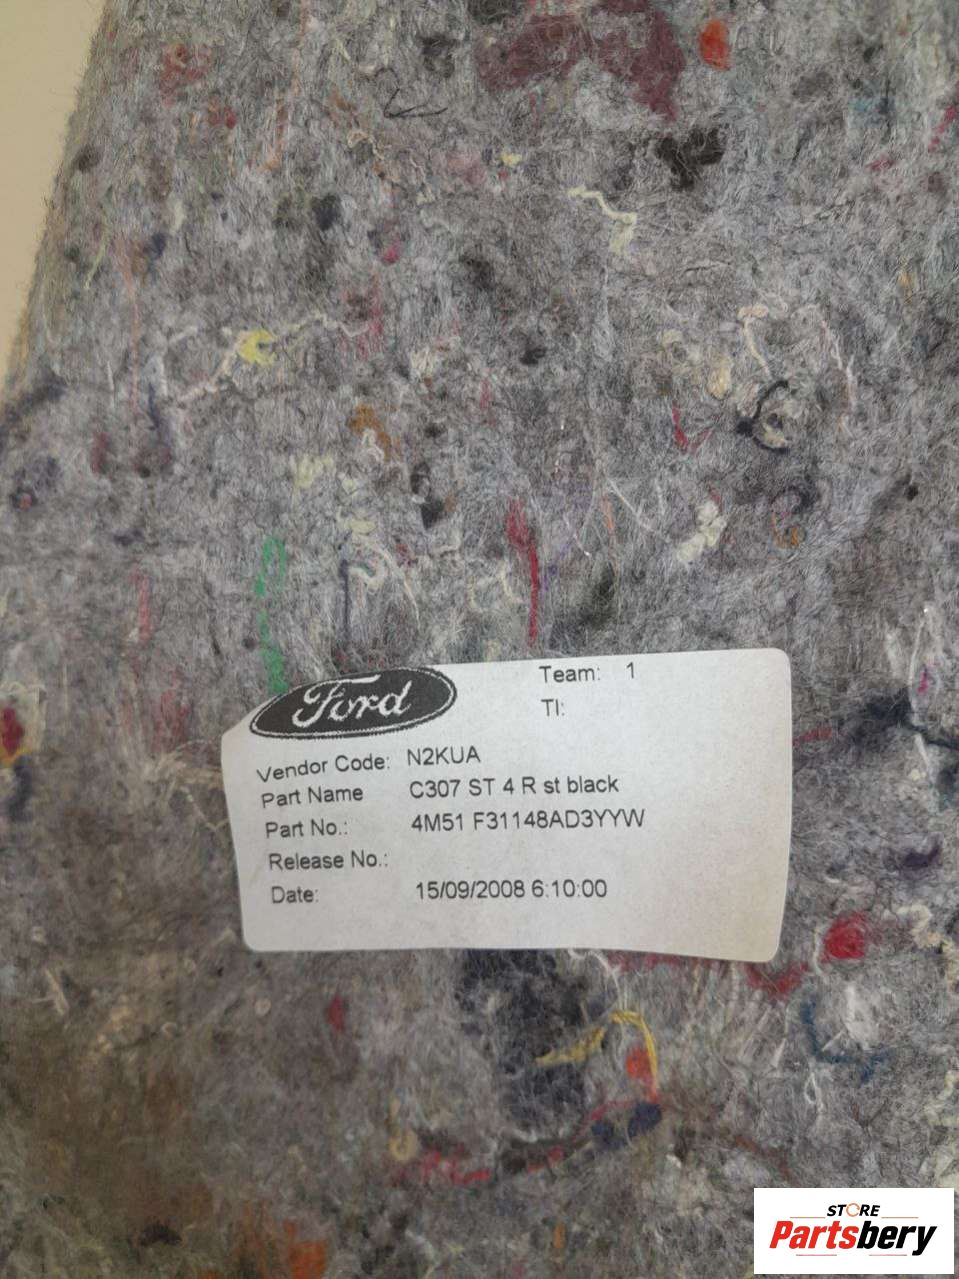 Ford
Team: 1
TI:
Vendor Code: N2KUA
Part Name C307 ST 4 R st black
Part No.: 4M51 F31148AD3YYW
Release No.:
Date: 15/09/2008 6:10:00
STORE
Partsbery